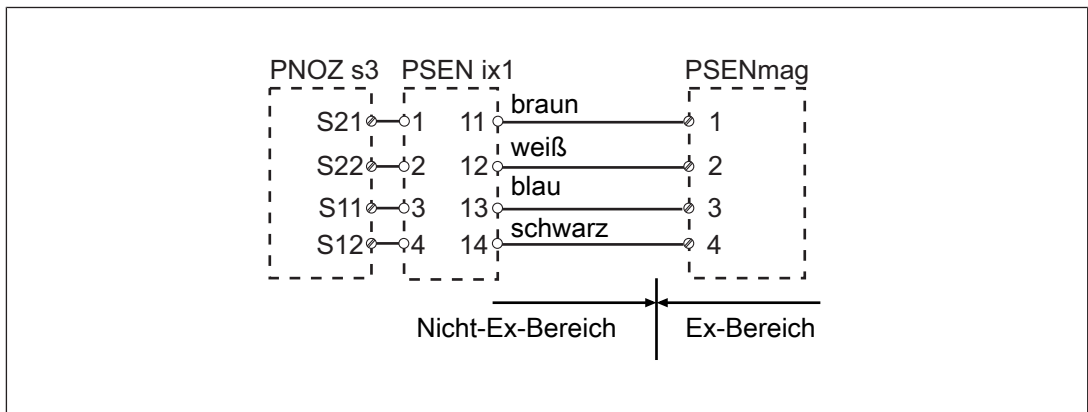 PNOZ s3 PSEN ix1 PSENmag
braun
S21 1 11 1
weiß
S22 2 12 2
blau
S11 3 13 3
schwarz
S12 4 14 4
Nicht-Ex-Bereich Ex-Bereich